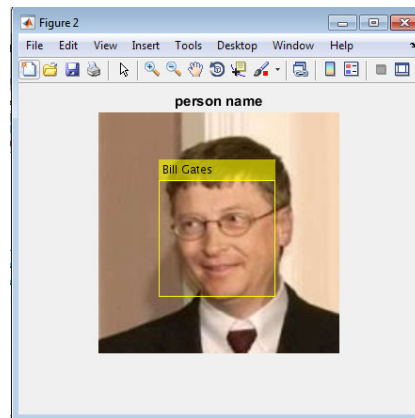 Figure 2
File Edit View Insert Tools Desktop Window Help
person name
Bill Gates